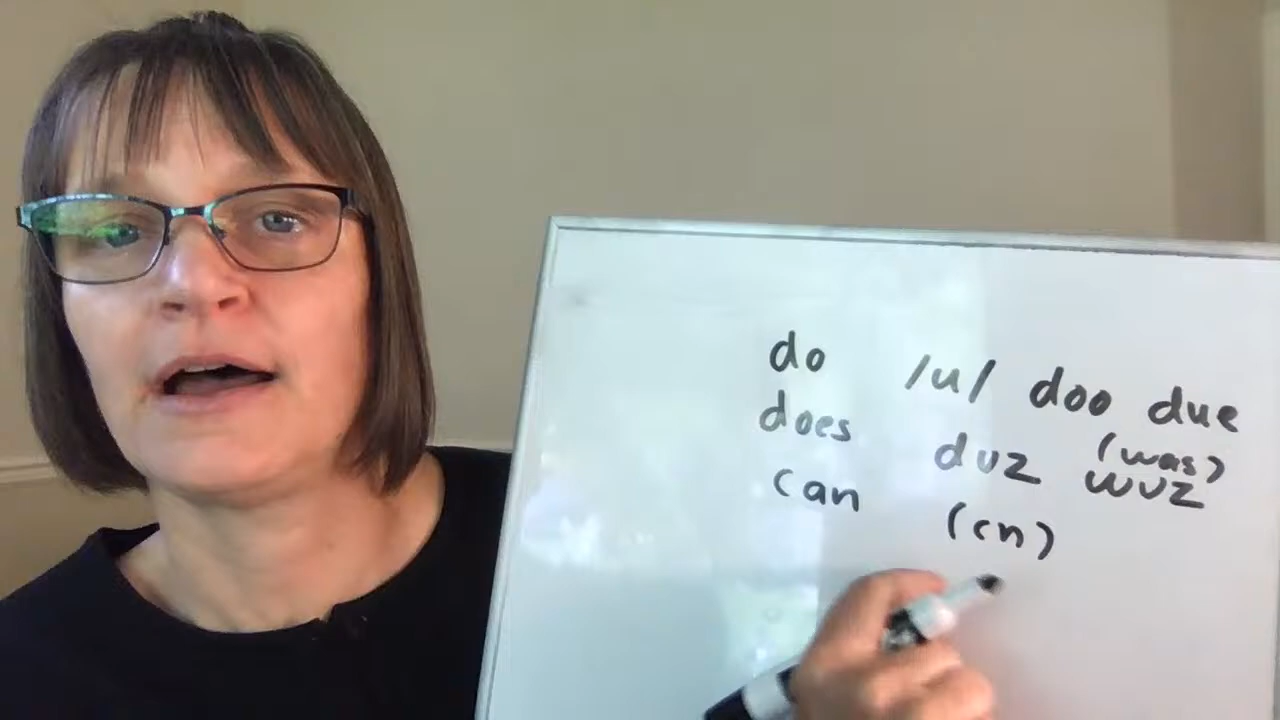 do /u/ doo due
does duz (was) wuz
can (cn)